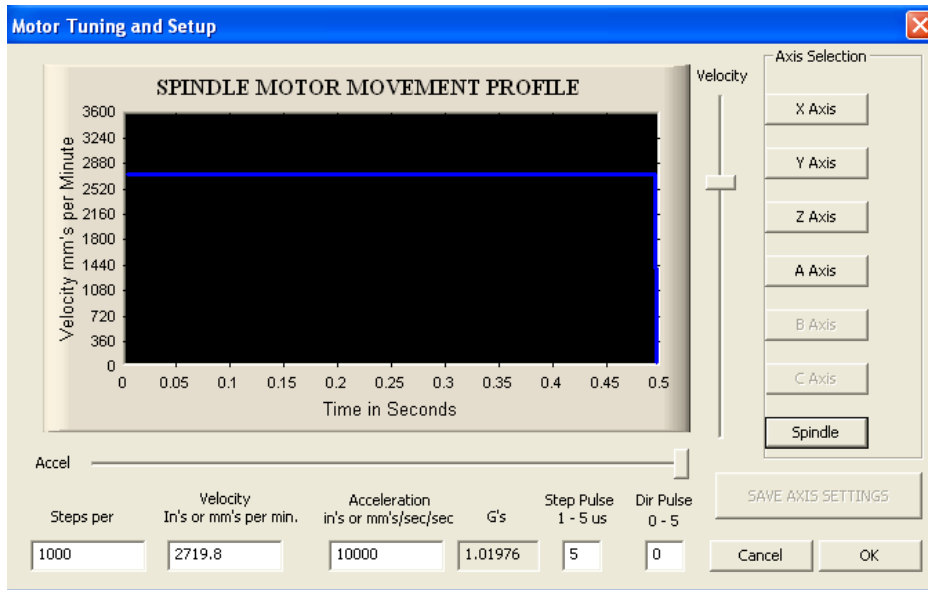 Motor Tuning and Setup
SPINDLE MOTOR MOVEMENT PROFILE
Velocity mm's per Minute
3600
3240
2880
2520
2160
1800
1440
1080
720
360
0
0 0.05 0.1 0.15 0.2 0.25 0.3 0.35 0.4 0.45 0.5
Time in Seconds
Velocity
Axis Selection
X Axis
Y Axis
Z Axis
A Axis
B Axis
C Axis
Spindle
Accel
Steps per
Velocity
In's or mm's per min.
Acceleration
in's or mm's/sec/sec
G's
Step Pulse
1 - 5 us
Dir Pulse
0 - 5
1000
2719.8
10000
1.01976
5
0
SAVE AXIS SETTINGS
Cancel
OK